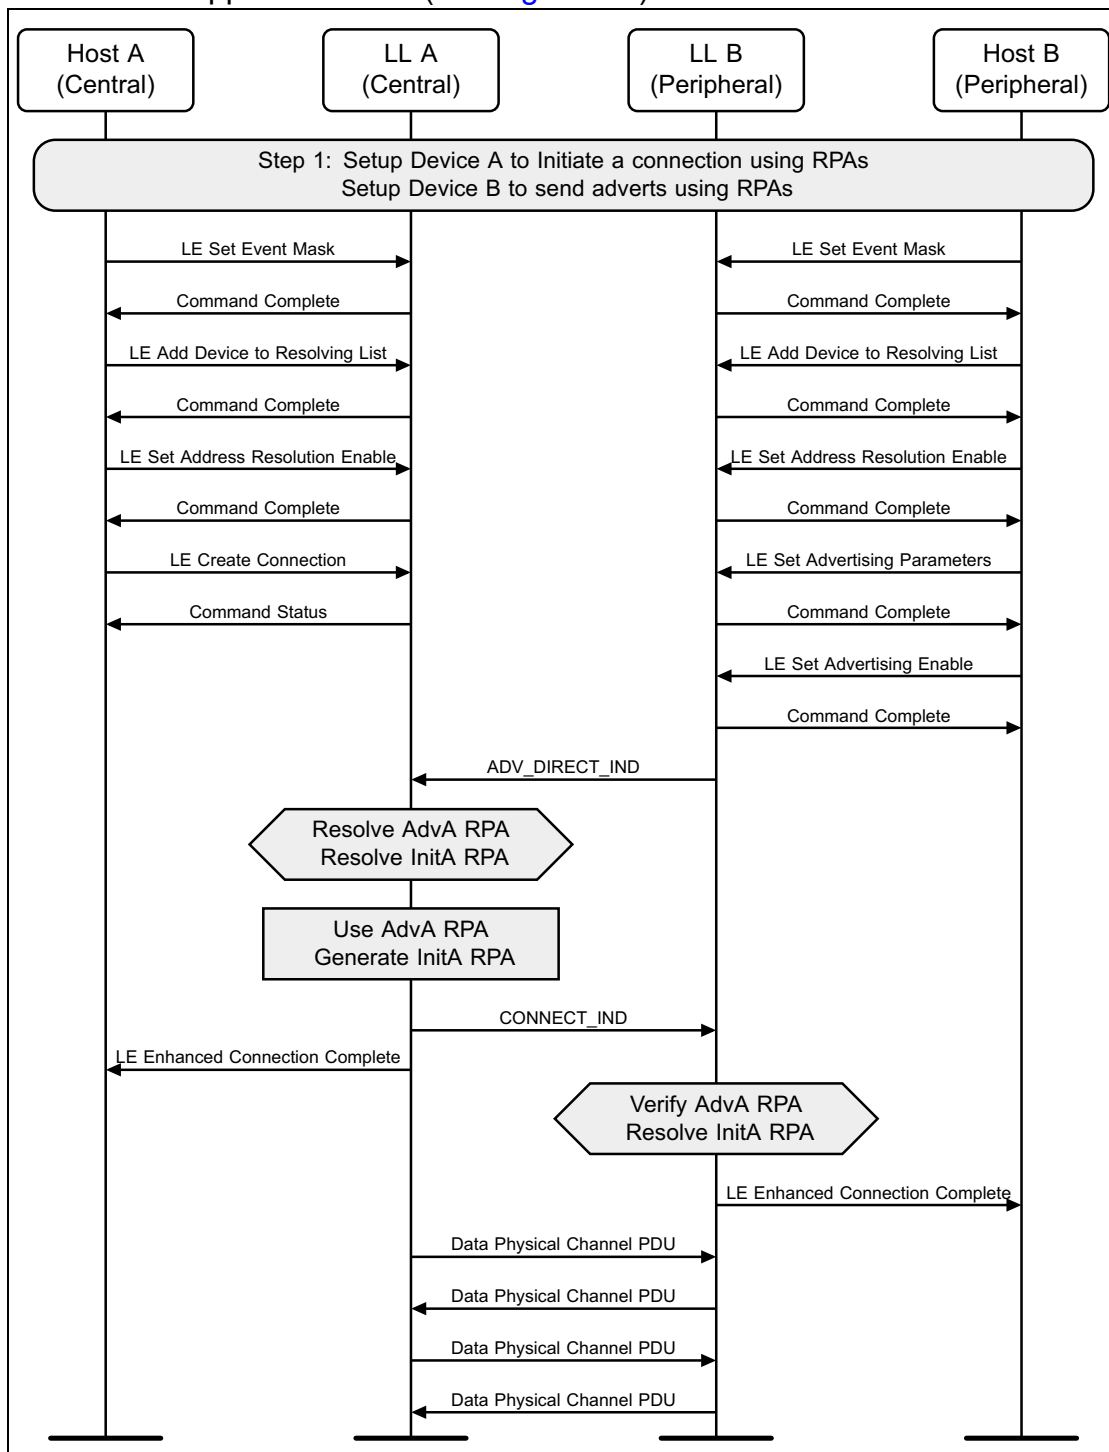 Host A
(Central)
LL A
(Central)
LL B
(Peripheral)
Host B
(Peripheral)
Step 1: Setup Device A to Initiate a connection using RPAs
Setup Device B to send adverts using RPAs
LE Set Event Mask
LE Set Event Mask
Command Complete
Command Complete
LE Add Device to Resolving List
LE Add Device to Resolving List
Command Complete
Command Complete
LE Set Address Resolution Enable
LE Set Address Resolution Enable
Command Complete
Command Complete
LE Create Connection
LE Set Advertising Parameters
Command Status
Command Complete
LE Set Advertising Enable
Command Complete
ADV_DIRECT_IND
Resolve AdvA RPA
Resolve InitA RPA
Use AdvA RPA
Generate InitA RPA
CONNECT_IND
LE Enhanced Connection Complete
Verify AdvA RPA
Resolve InitA RPA
LE Enhanced Connection Complete
Data Physical Channel PDU
Data Physical Channel PDU
Data Physical Channel PDU
Data Physical Channel PDU